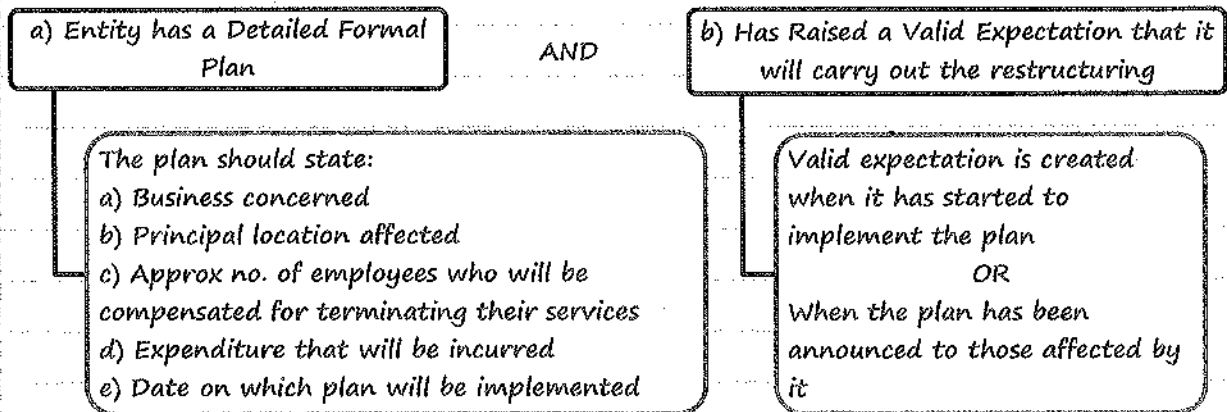 a) Entity has a Detailed Formal
Plan
AND
b) Has Raised a Valid Expectation that it
will carry out the restructuring
The plan should state:
a) Business concerned
b) Principal location affected
c) Approx no. of employees who will be
compensated for terminating their services
d) Expenditure that will be incurred
e) Date on which plan will be implemented
Valid expectation is created
when it has started to
implement the plan
OR
When the plan has been
announced to those affected by
it